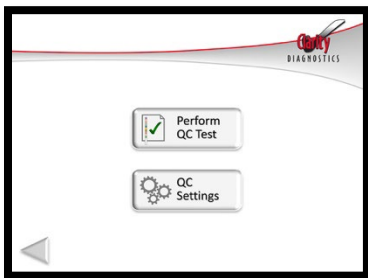 Clarity
DIAGNOSTICS
Perform
QC Test
QC
Settings